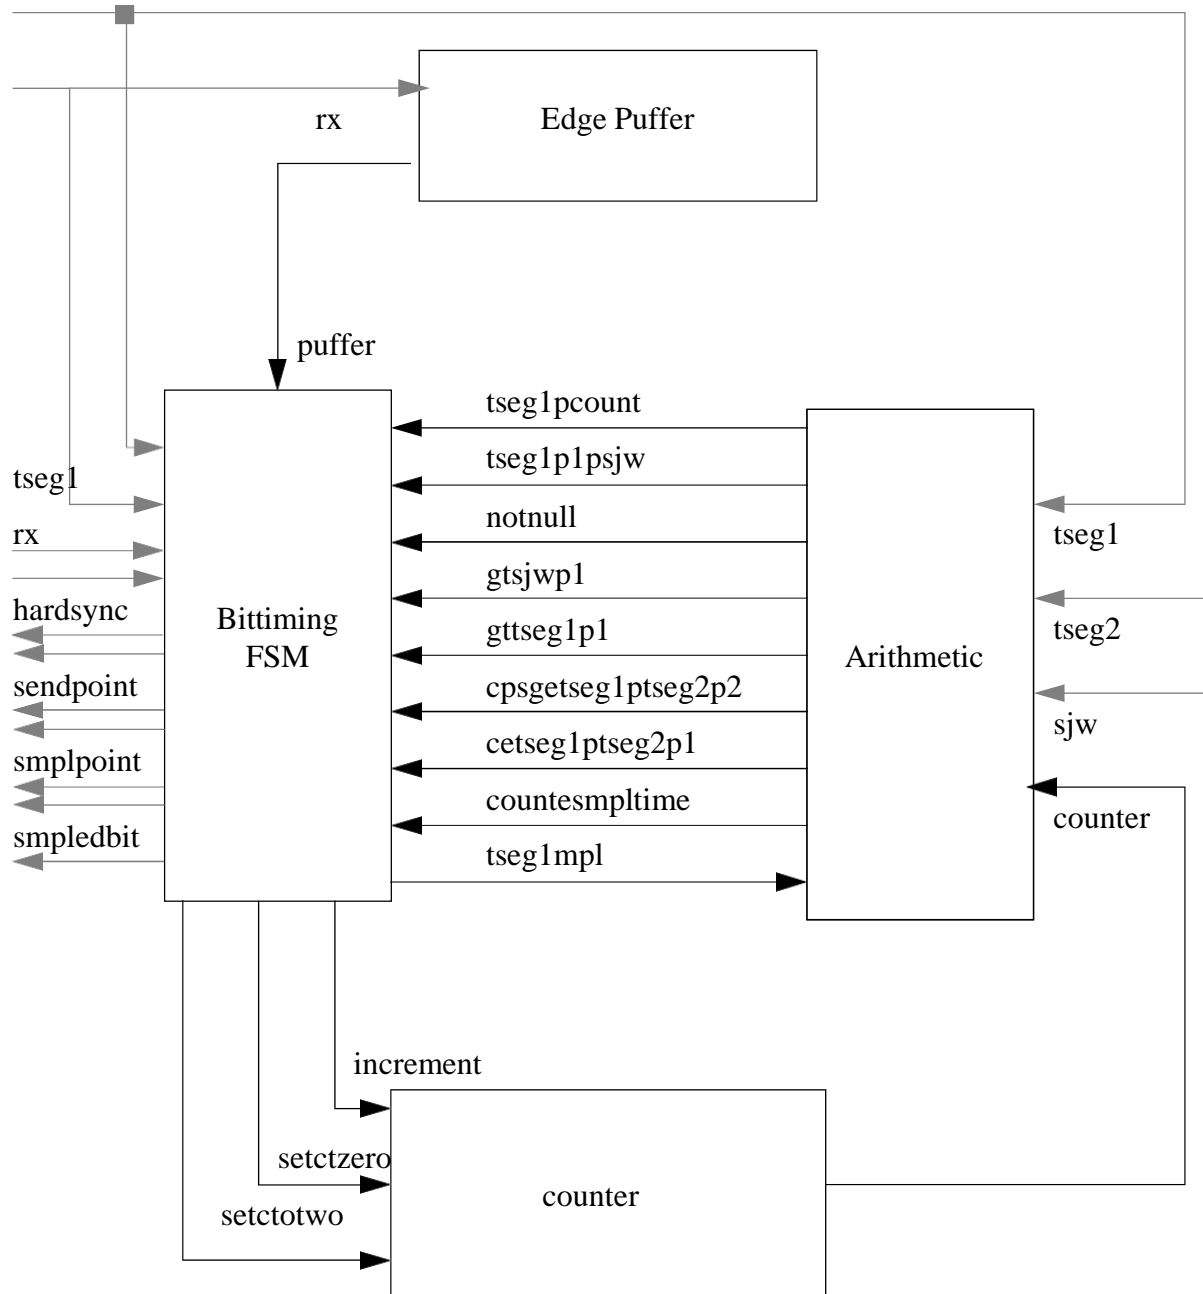 rx
Edge Puffer
puffer
tseg1pcount
tseg1p1psjw
tseg1
notnull
rx
tseg1
gtsjwp1
hardsync
Bittiming
FSM
gttseg1p1
tseg2
Arithmetic
sendpoint
cpsgetseg1ptseg2p2
sjw
cetseg1ptseg2p1
smplpoint
countesmpltime
counter
smpledbit
tseg1mpl
increment
setctzero
counter
setctotwo